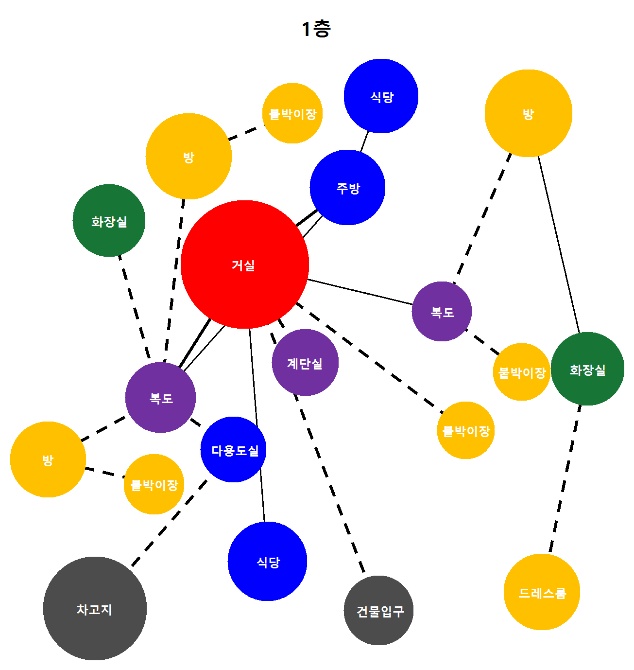 1층
식당
붙박이장
방
방
주방
화장실
거실
복도
계단실
붙박이장
화장실
복도
붙박이장
다용도실
방
붙박이장
식당
드레스룸
차고지
건물입구